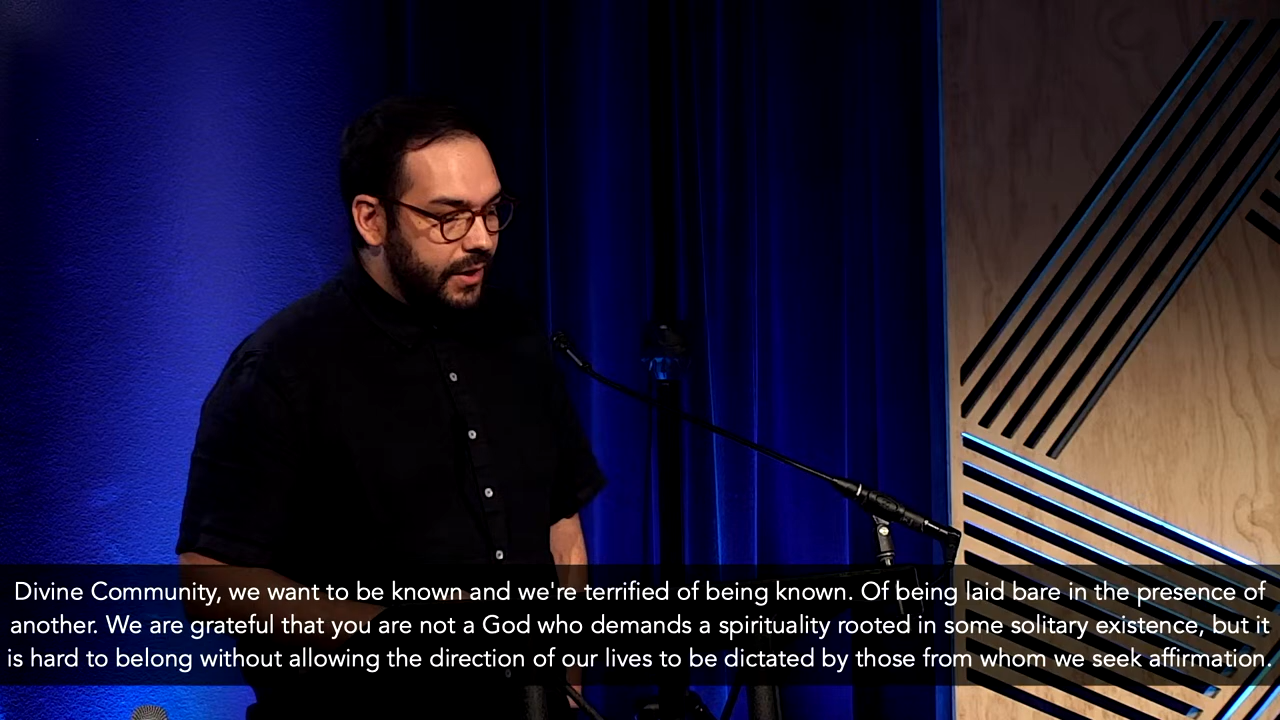 Divine Community, we want to be known and we're terrified of being known. Of being laid bare in the presence of
another. We are grateful that you are not a God who demands a spirituality rooted in some solitary existence, but it
is hard to belong without allowing the direction of our lives to be dictated by those from whom we seek affirmation.